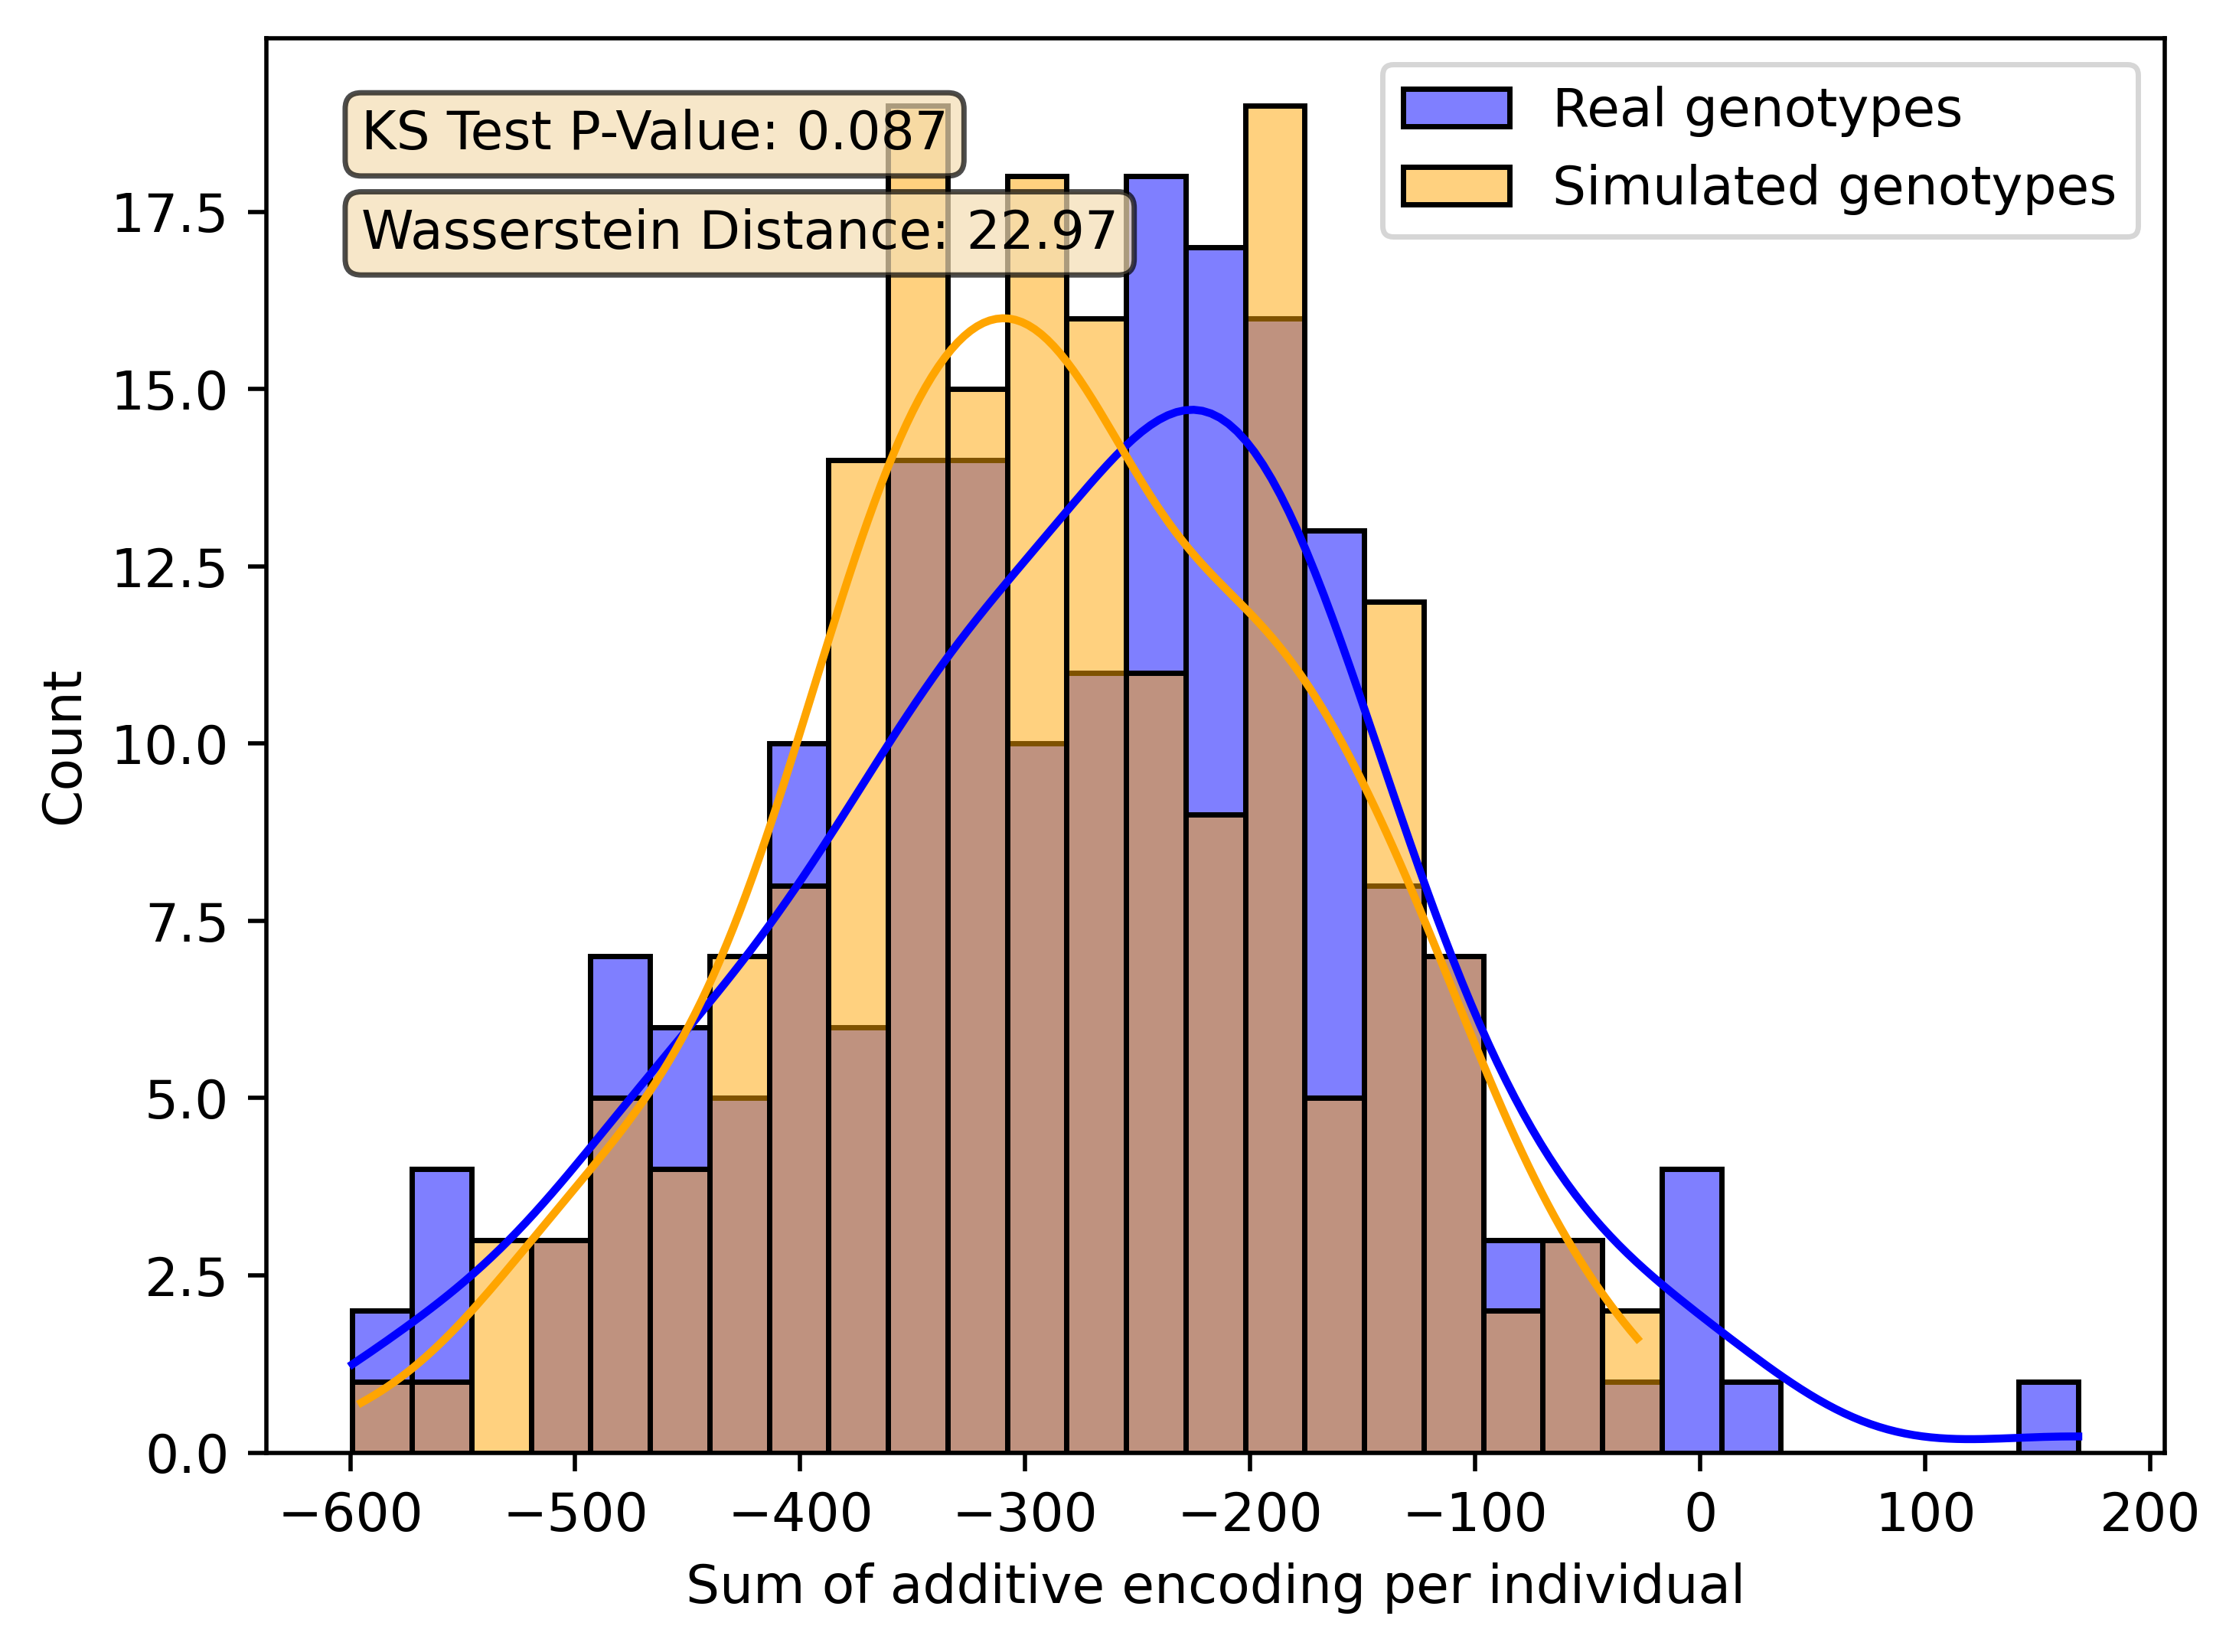 KS Test P-Value: 0.087
Wasserstein Distance: 22.97
Real genotypes
Simulated genotypes
17.5
15.0
12.5
10.0
7.5
5.0
2.5
0.0
Count
−600 −500 −400 −300 −200 −100 0 100 200
Sum of additive encoding per individual